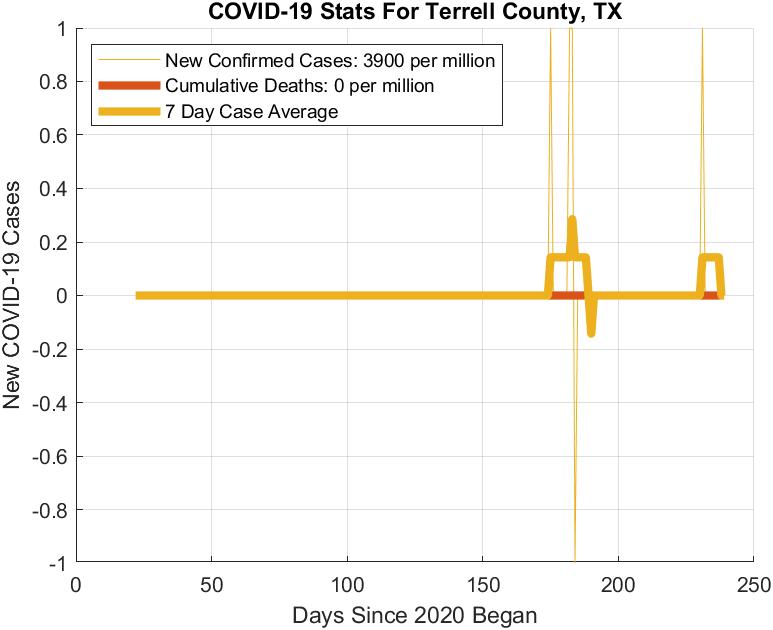 COVID-19 Stats For Terrell County, TX
New Confirmed Cases: 3900 per million
Cumulative Deaths: 0 per million
7 Day Case Average
New COVID-19 Cases
1
0.8
0.6
0.4
0.2
0
-0.2
-0.4
-0.6
-0.8
-1
0 50 100 150 200 250
Days Since 2020 Began